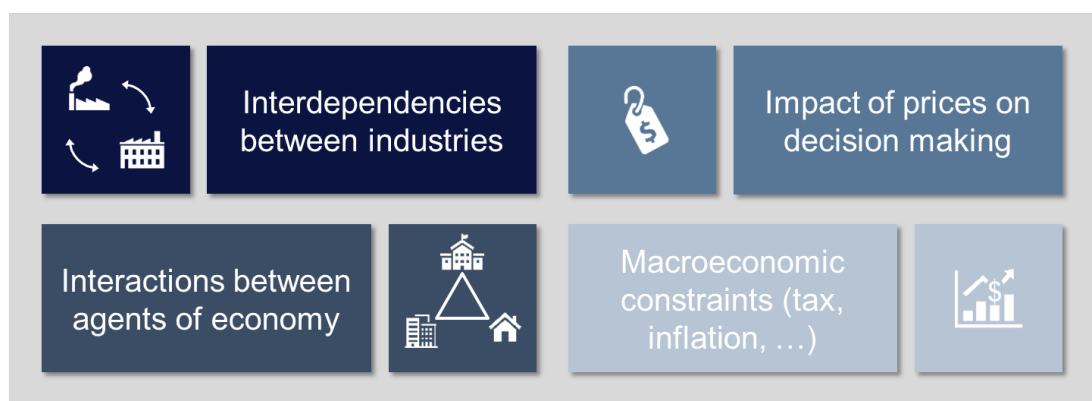 Interdependencies
between industries
$
Impact of prices on
decision making
Interactions between
agents of economy
Macroeconomic
constraints (tax,
inflation, …)
$